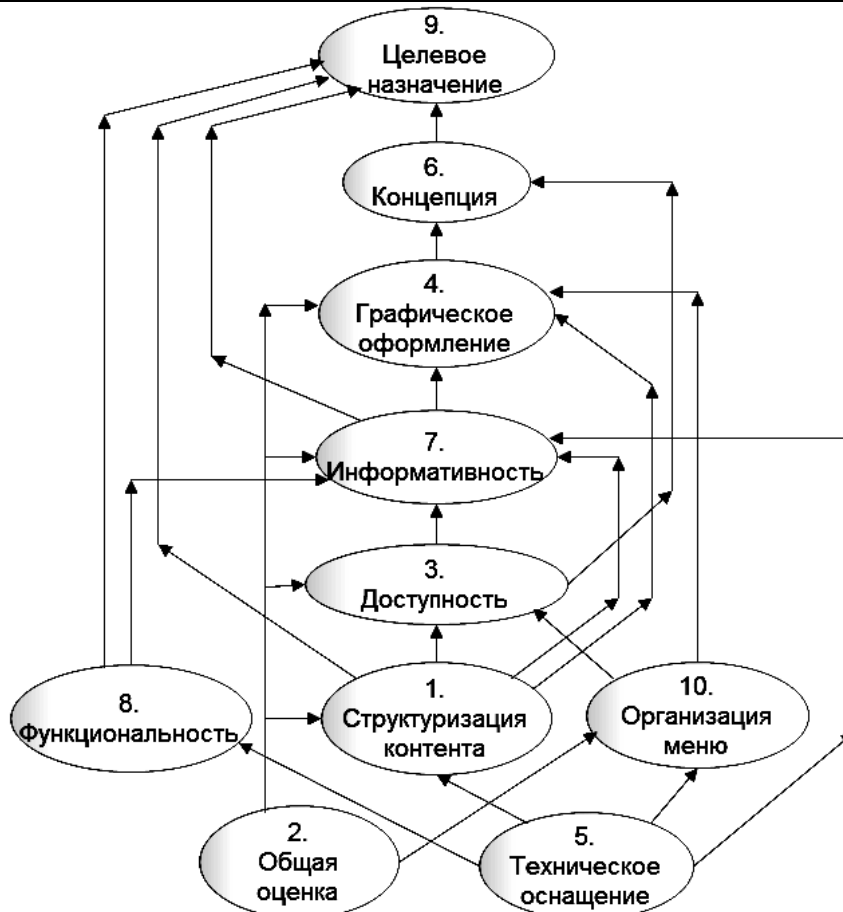 9.
Целевое
назначение
6.
Концепция
4.
Графическое
оформление
7.
Информативность
3.
Доступность
8.
Функциональность
1.
Структуризация
контента
10.
Организация
меню
2.
Общая
оценка
5.
Техническое
оснащение